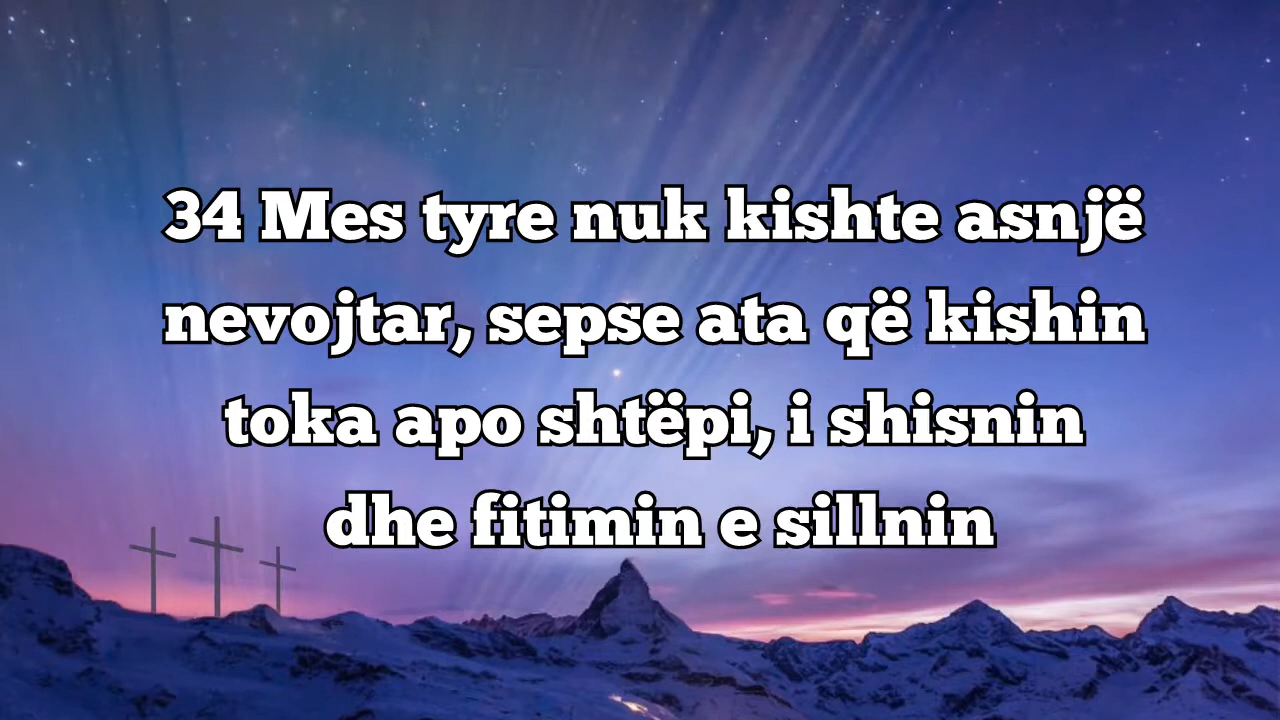 34 Mes tyre nuk kishte asnjë
nevojtar, sepse ata që kishin
toka apo shtëpi, i shisnin
dhe fitimin e sillnin